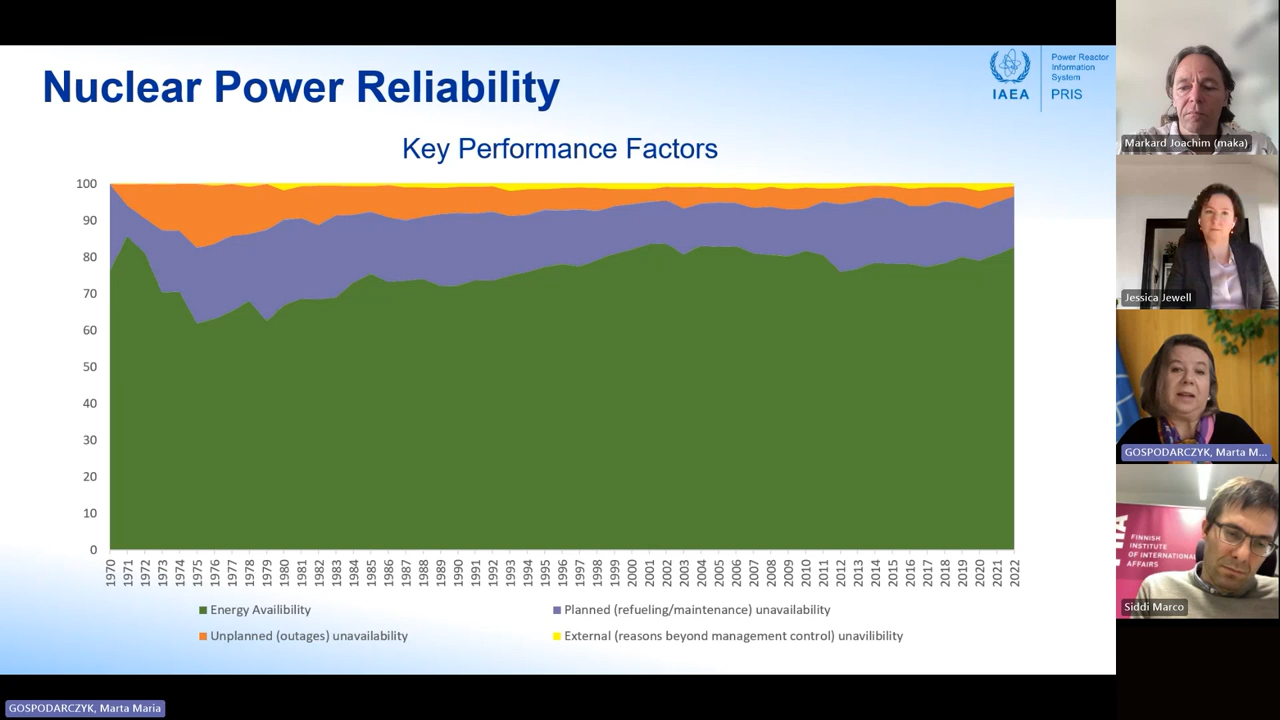 Nuclear Power Reliability
IAEA
Power Reactor
Information
System
PRIS
Key Performance Factors
100
90
80
70
60
50
40
30
20
10
0
1970 1971 1972 1973 1974 1975 1976 1977 1978 1979 1980 1981 1982 1983 1984 1985 1986 1987 1988 1989 1990 1991 1992 1993 1994 1995 1996 1997 1998 1999 2000 2001 2002 2003 2004 2005 2006 2007 2008 2009 2010 2011 2012 2013 2014 2015 2016 2017 2018 2019 2020 2021 2022
Energy Availibility
Planned (refueling/maintenance) unavailability
Unplanned (outages) unavailability
External (reasons beyond management control) unavilibility
Markard Joachim (maka)
Jessica Jewell
GOSPODARCZYK, Marta M...
FINNISH
INSTITUTE
OF INTERNATIONAL
AFFAIRS
Siddi Marco
GOSPODARCZYK, Marta Maria